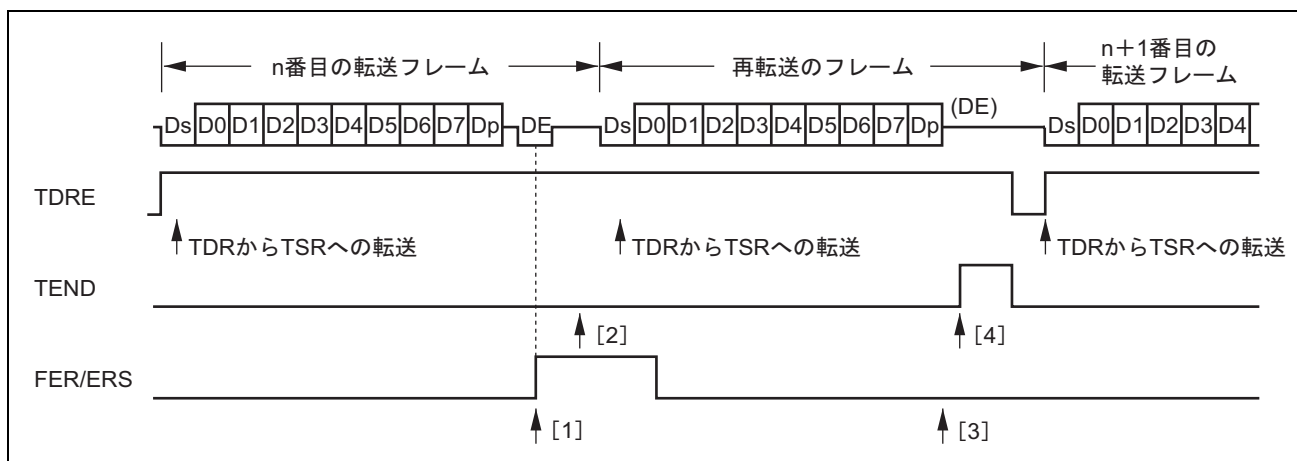 n番目の転送フレーム
再転送のフレーム
n+1番目の
転送フレーム
Ds D0 D1 D2 D3 D4 D5 D6 D7 Dp DE Ds D0 D1 D2 D3 D4 D5 D6 D7 Dp (DE) Ds D0 D1 D2 D3 D4
TDRE
TDRからTSRへの転送 TDRからTSRへの転送 TDRからTSRへの転送
TEND
[2] [4]
FER/ERS
[1] [3]